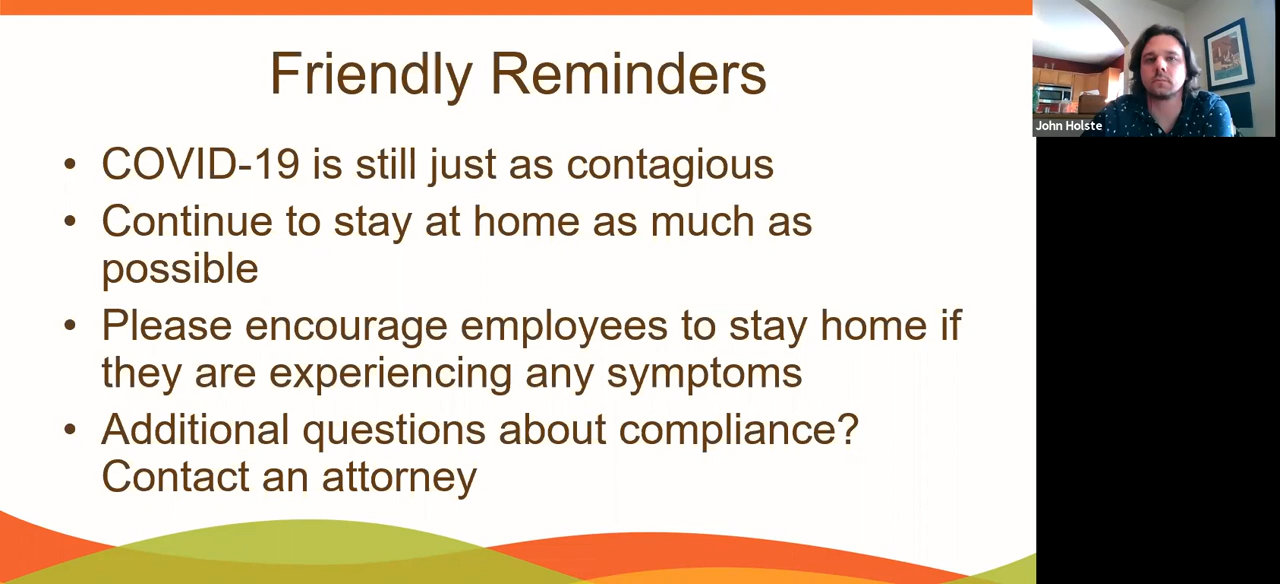 Friendly Reminders
• COVID-19 is still just as contagious
• Continue to stay at home as much as
possible
• Please encourage employees to stay home if
they are experiencing any symptoms
• Additional questions about compliance?
Contact an attorney
John Holste